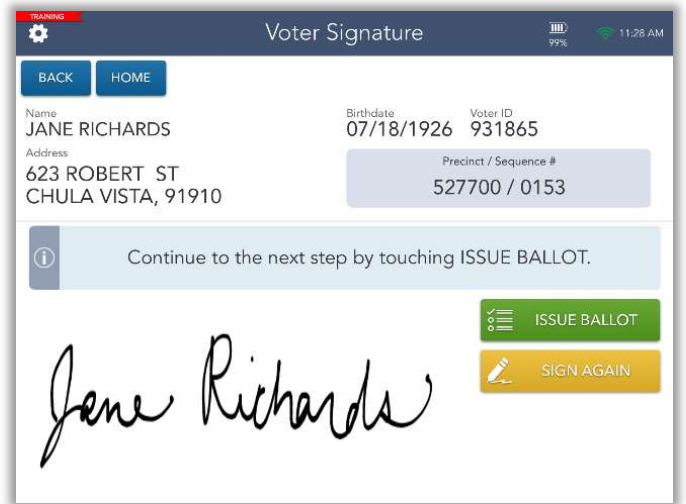 TRAINING
Voter Signature
99%
11:28 AM
BACK
HOME
Name
JANE RICHARDS
Birthdate
07/18/1926
Voter ID
931865
Address
623 ROBERT ST
CHULA VISTA, 91910
Precinct / Sequence #
527700 / 0153
Continue to the next step by touching ISSUE BALLOT.
ISSUE BALLOT
SIGN AGAIN
Jane Richards